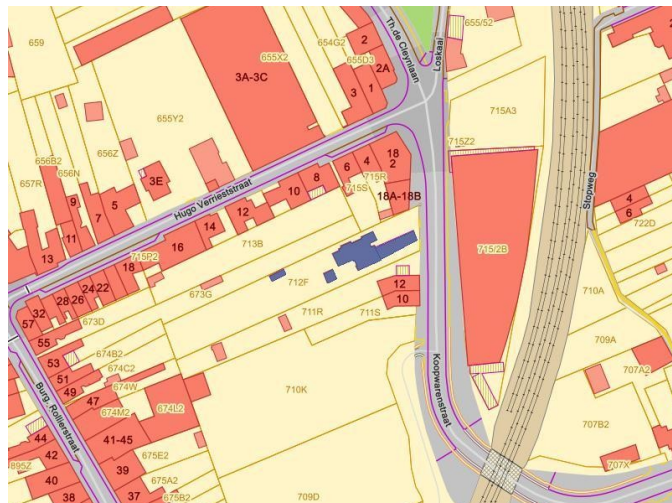 659
655X2
654G2
2
Th.de Cleynlaan
Loskaai
655/52
655D3
2A
3A-3C
3
1
655Y2
715A3
656Z
715Z2
656B2
657R
656N
3E
9
7
5
6
4
18
2
8
715R
715S
10
18A-18B
Stopweg
4
6
722D
11
Hugo Verrieststraat
12
14
13
16
713B
715/2B
715P2
18
24
22
28
26
32
57
673G
712F
12
10
710A
673D
711R
711S
55
709A
674B2
53
674C2
707A2
51
674W
49
47
710K
Koopwarenstraat
Burg. Rollierstraat
674M2
674L2
44
41-45
707B2
42
675E2
895Z
39
40
675A2
707X
38
37
675B2
709D